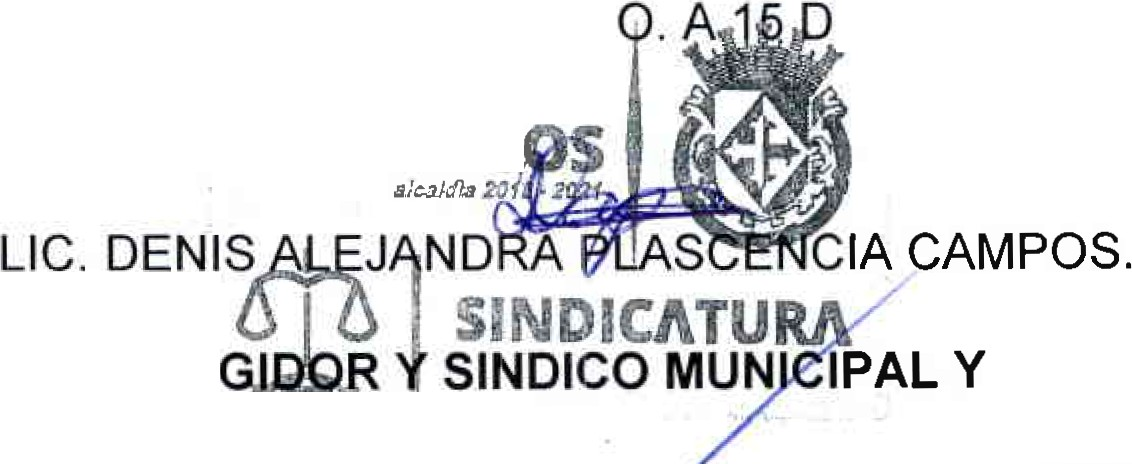 O. A 15 D
OS
alcaldía 2018 - 2021
LIC. DENIS ALEJANDRA PLASCENCIA CAMPOS.
SINDICATURA
GIDOR Y SINDICO MUNICIPAL Y